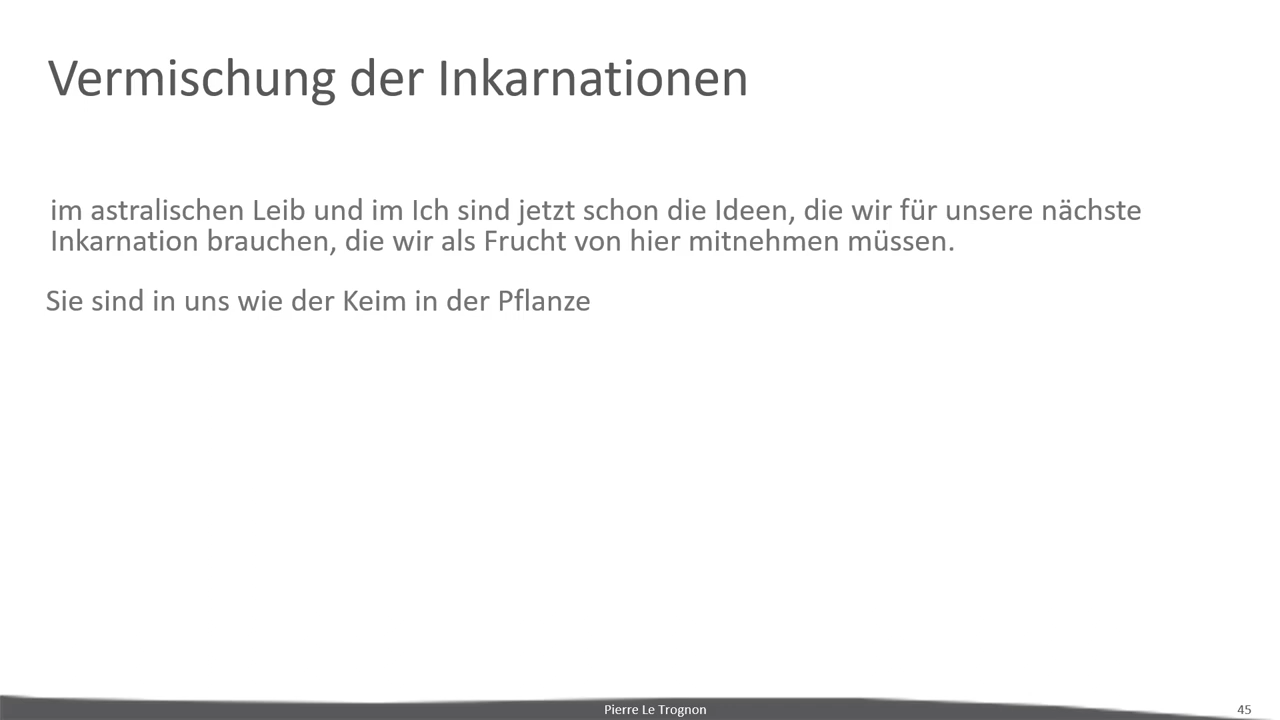 Vermischung der Inkarnationen
im astralischen Leib und im Ich sind jetzt schon die Ideen, die wir für unsere nächste
Inkarnation brauchen, die wir als Frucht von hier mitnehmen müssen.
Sie sind in uns wie der Keim in der Pflanze
Pierre Le Trognon
45